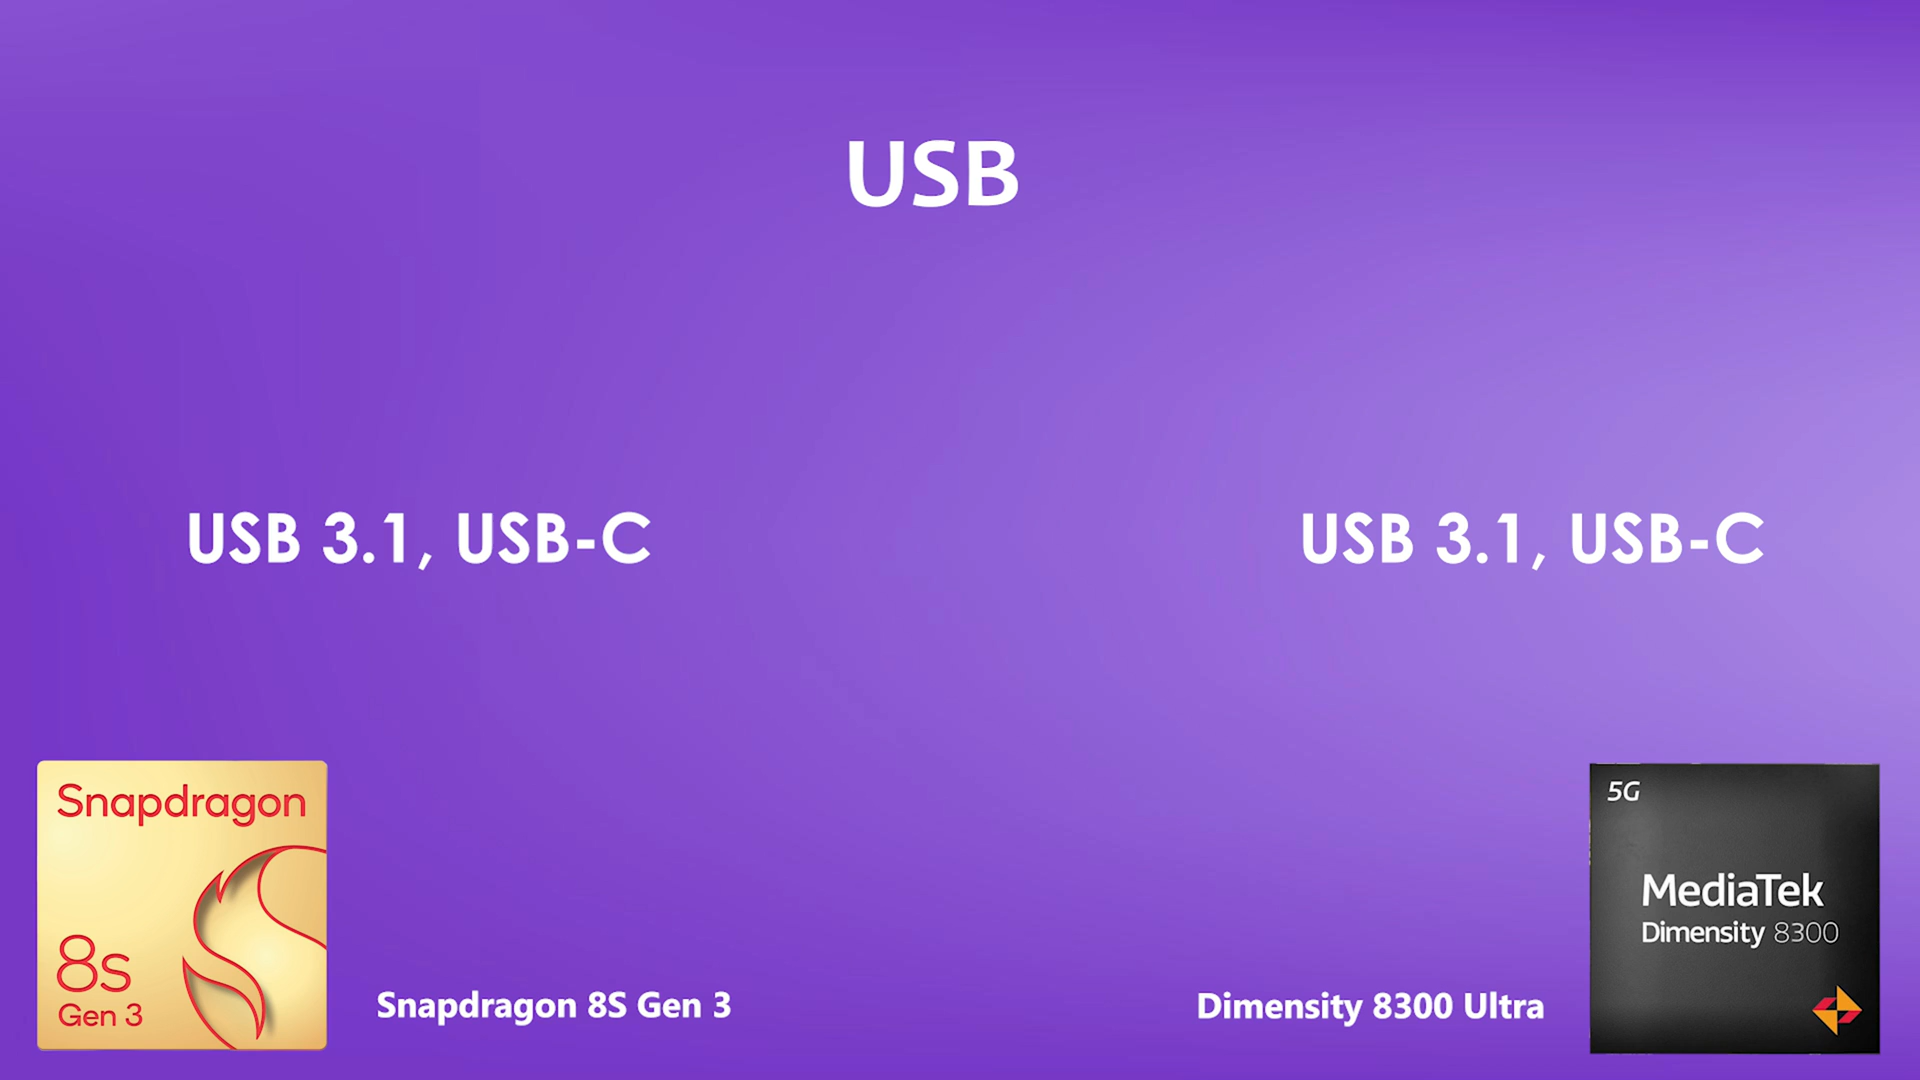 USB
USB 3.1, USB-C
USB 3.1, USB-C
Snapdragon
8s
Gen 3
Snapdragon 8S Gen 3
Dimensity 8300 Ultra
5G
MediaTek
Dimensity 8300